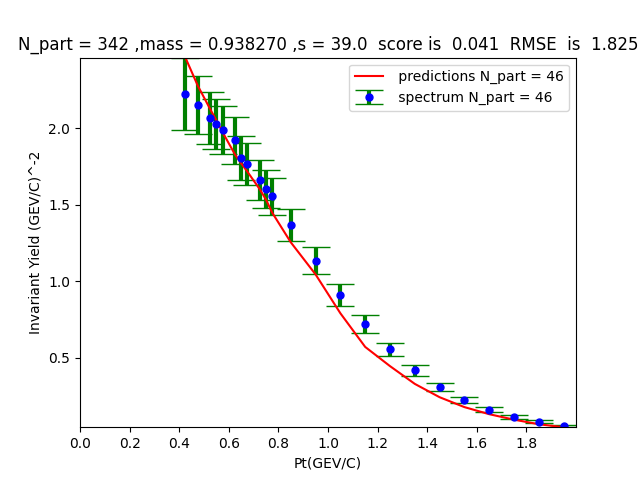 N_part = 342 ,mass = 0.938270 ,s = 39.0  score is  0.041  RMSE  is  1.825
predictions N_part = 46
spectrum N_part = 46
Invariant Yield (GEV/C)^-2
2.0
1.5
1.0
0.5
0.0 0.2 0.4 0.6 0.8 1.0 1.2 1.4 1.6 1.8
Pt(GEV/C)